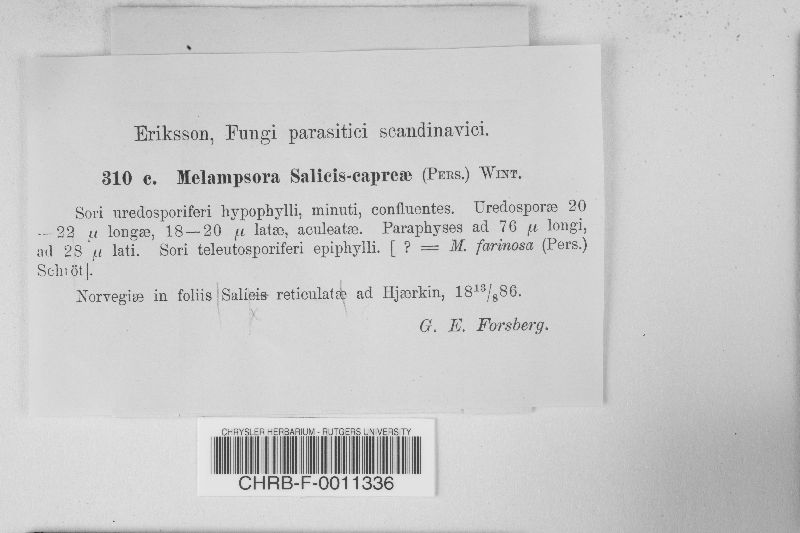 Eriksson, Fungi parasitici scandinavici.
310 c. Melampsora Salicis-capreæ (Pers.) Wint.
Sori uredosporiferi hypophylli, minuti, confluentes. Uredosporæ 20
—22 µ longæ, 18—20 µ latæ, aculeatæ. Paraphyses ad 76 µ longi,
ad 28 µ lati. Sori teleutosporiferi epiphylli. [ ? = M. farinosa (Pers.)
Schröt].
Norvegiæ in foliis Salicis reticulatæ ad Hjærkin, 18¹³/₈86.
G. E. Forsberg.
CHRYSLER HERBARIUM - RUTGERS UNIVERSITY
CHRB-F-0011336